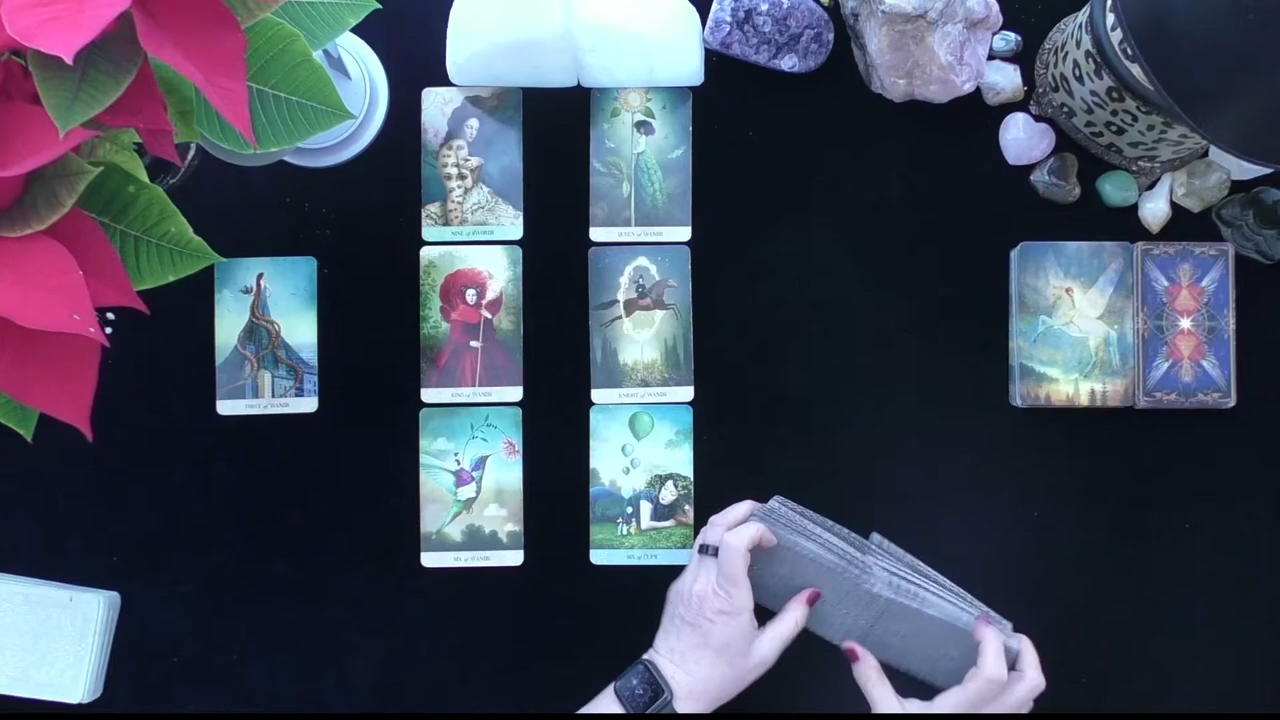 NINE of SWORDS
QUEEN of WANDS
THREE of WANDS
KING of WANDS
KNIGHT of WANDS
SIX of WANDS
SIX of CUPS